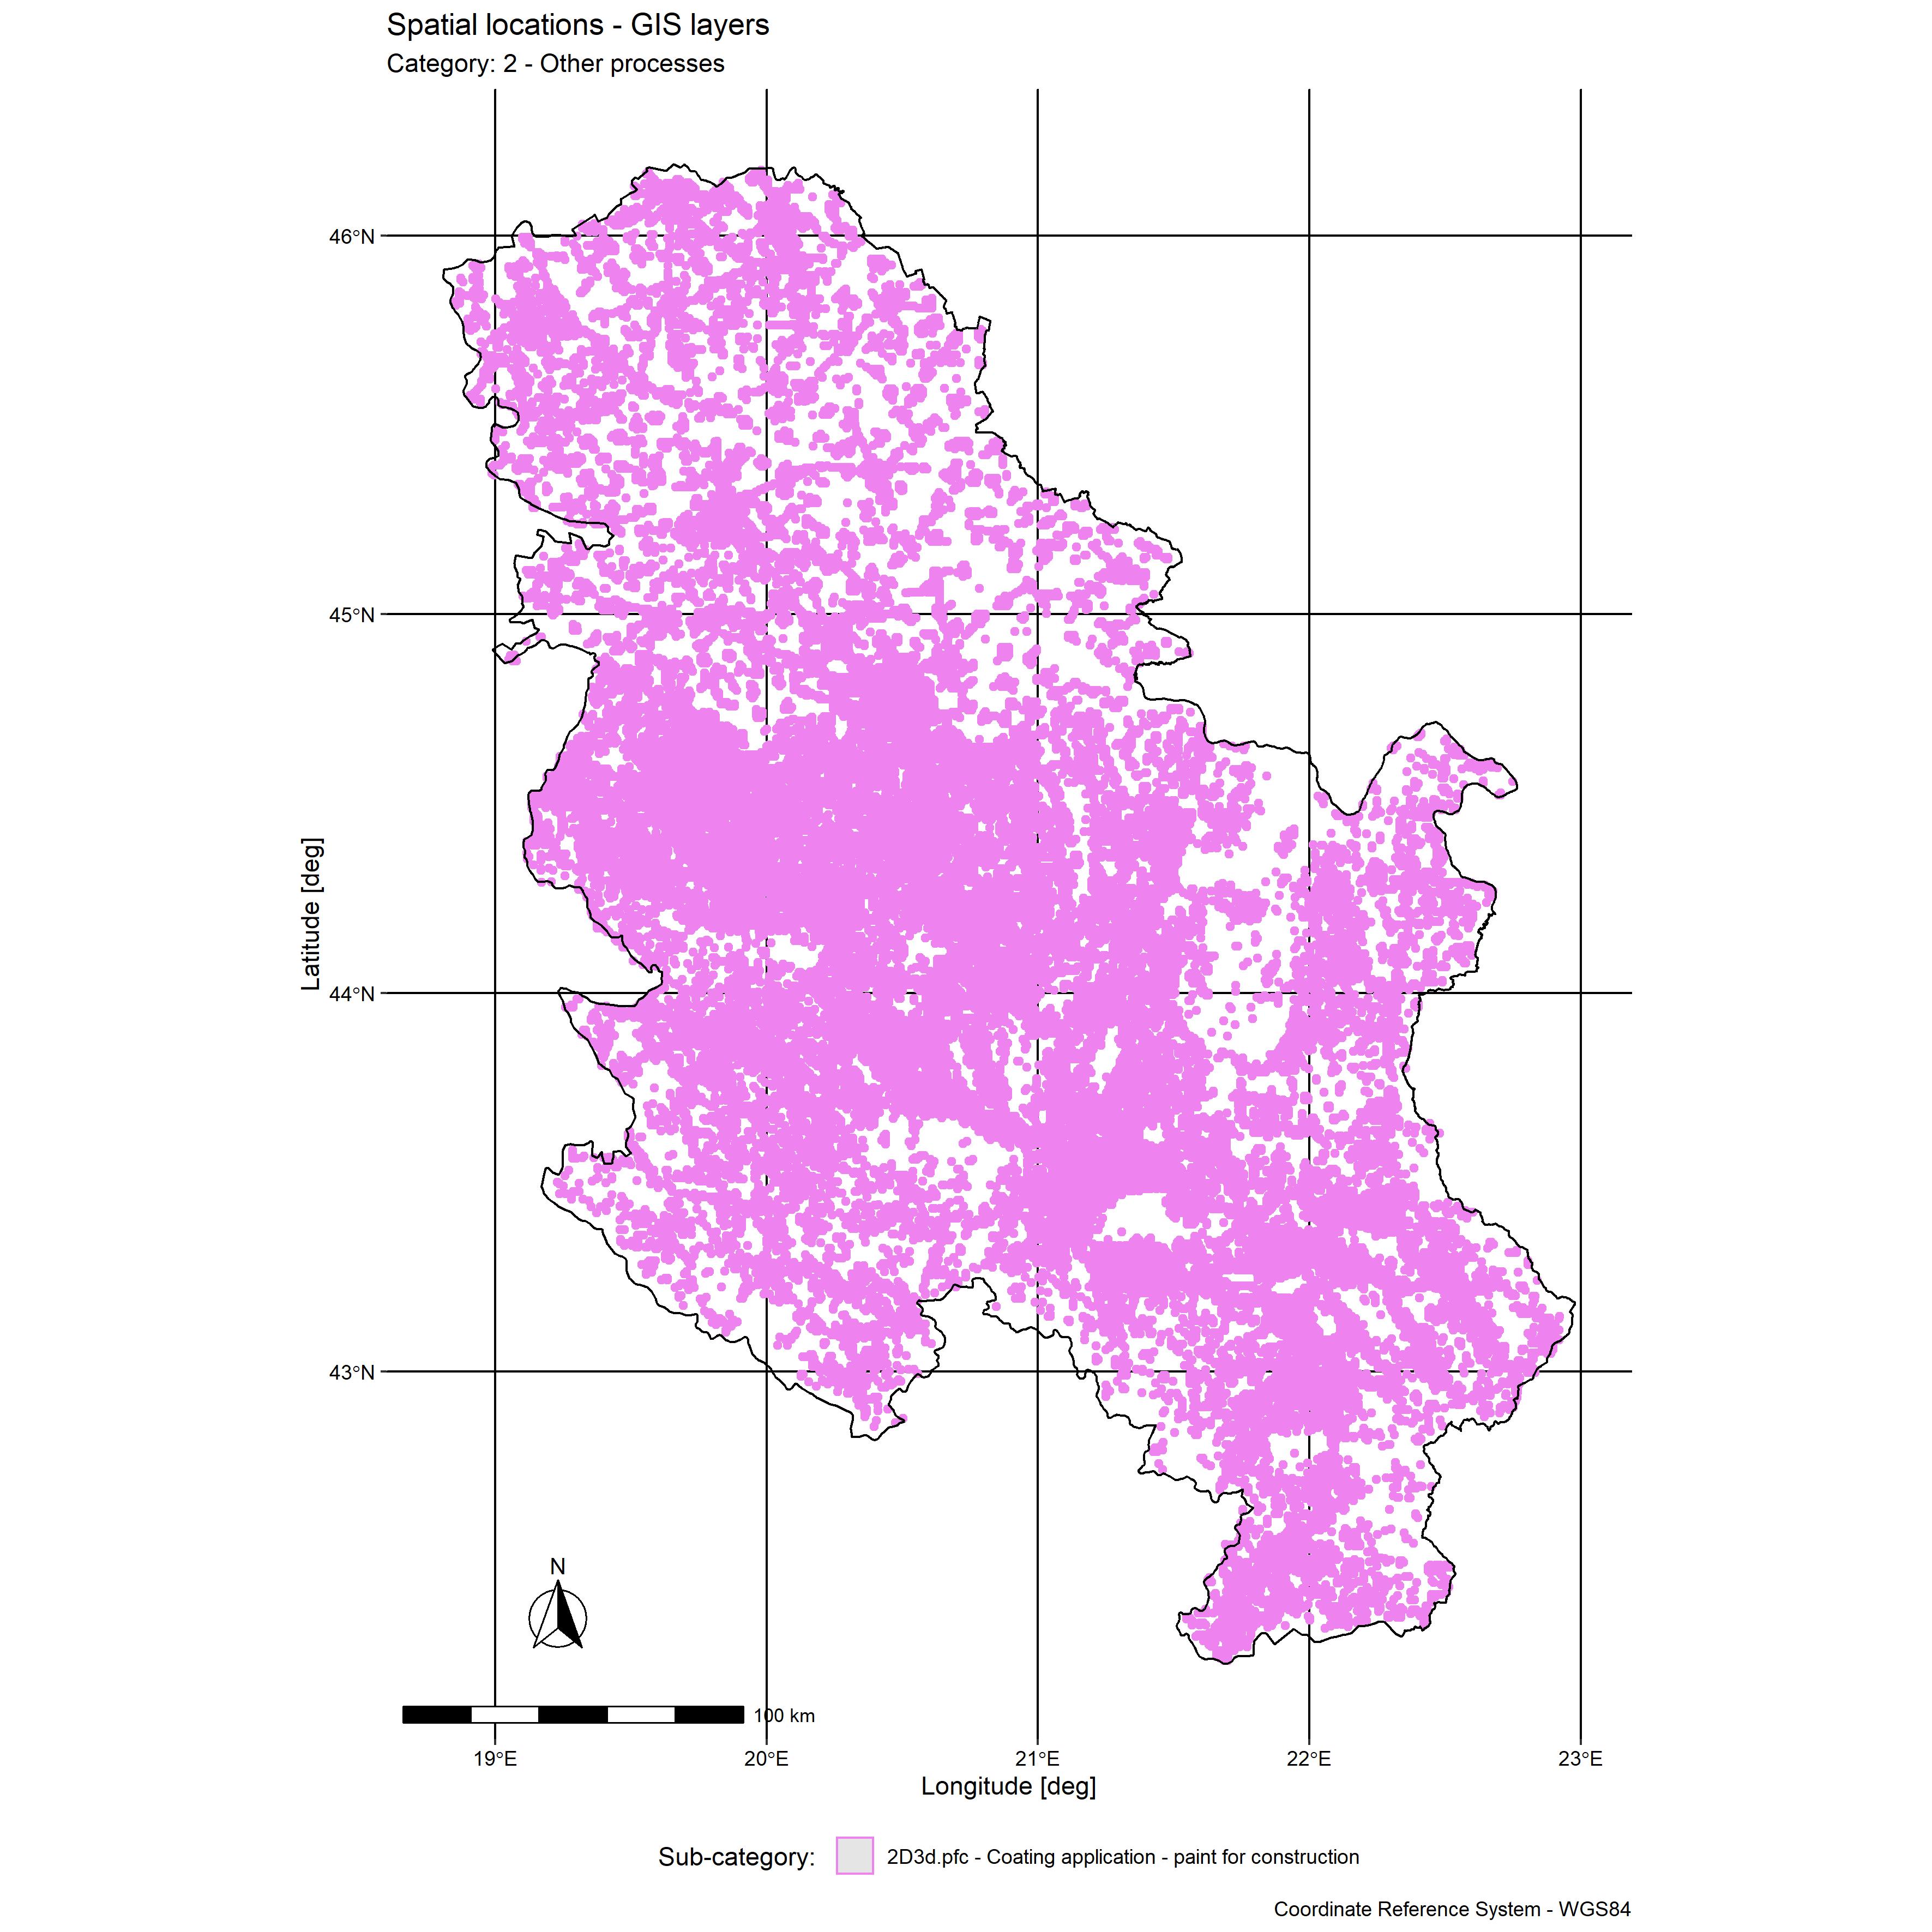 Spatial locations - GIS layers
Category: 2 - Other processes
46°N
45°N
44°N
43°N
Latitude [deg]
N
100 km
19°E 20°E 21°E 22°E 23°E
Longitude [deg]
Sub-category: 2D3d.pfc - Coating application - paint for construction
Coordinate Reference System - WGS84